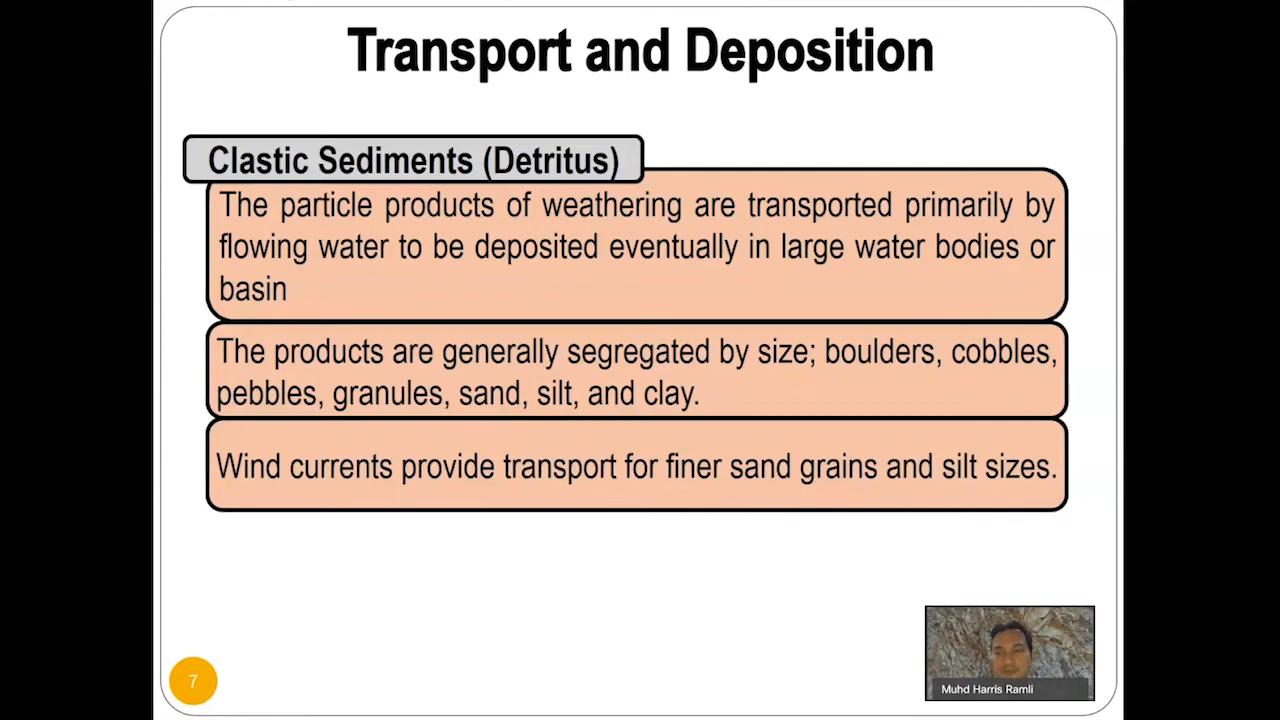 Transport and Deposition
Clastic Sediments (Detritus)
The particle products of weathering are transported primarily by
flowing water to be deposited eventually in large water bodies or
basin
The products are generally segregated by size; boulders, cobbles,
pebbles, granules, sand, silt, and clay.
Wind currents provide transport for finer sand grains and silt sizes.
7
Muhd Harris Ramli